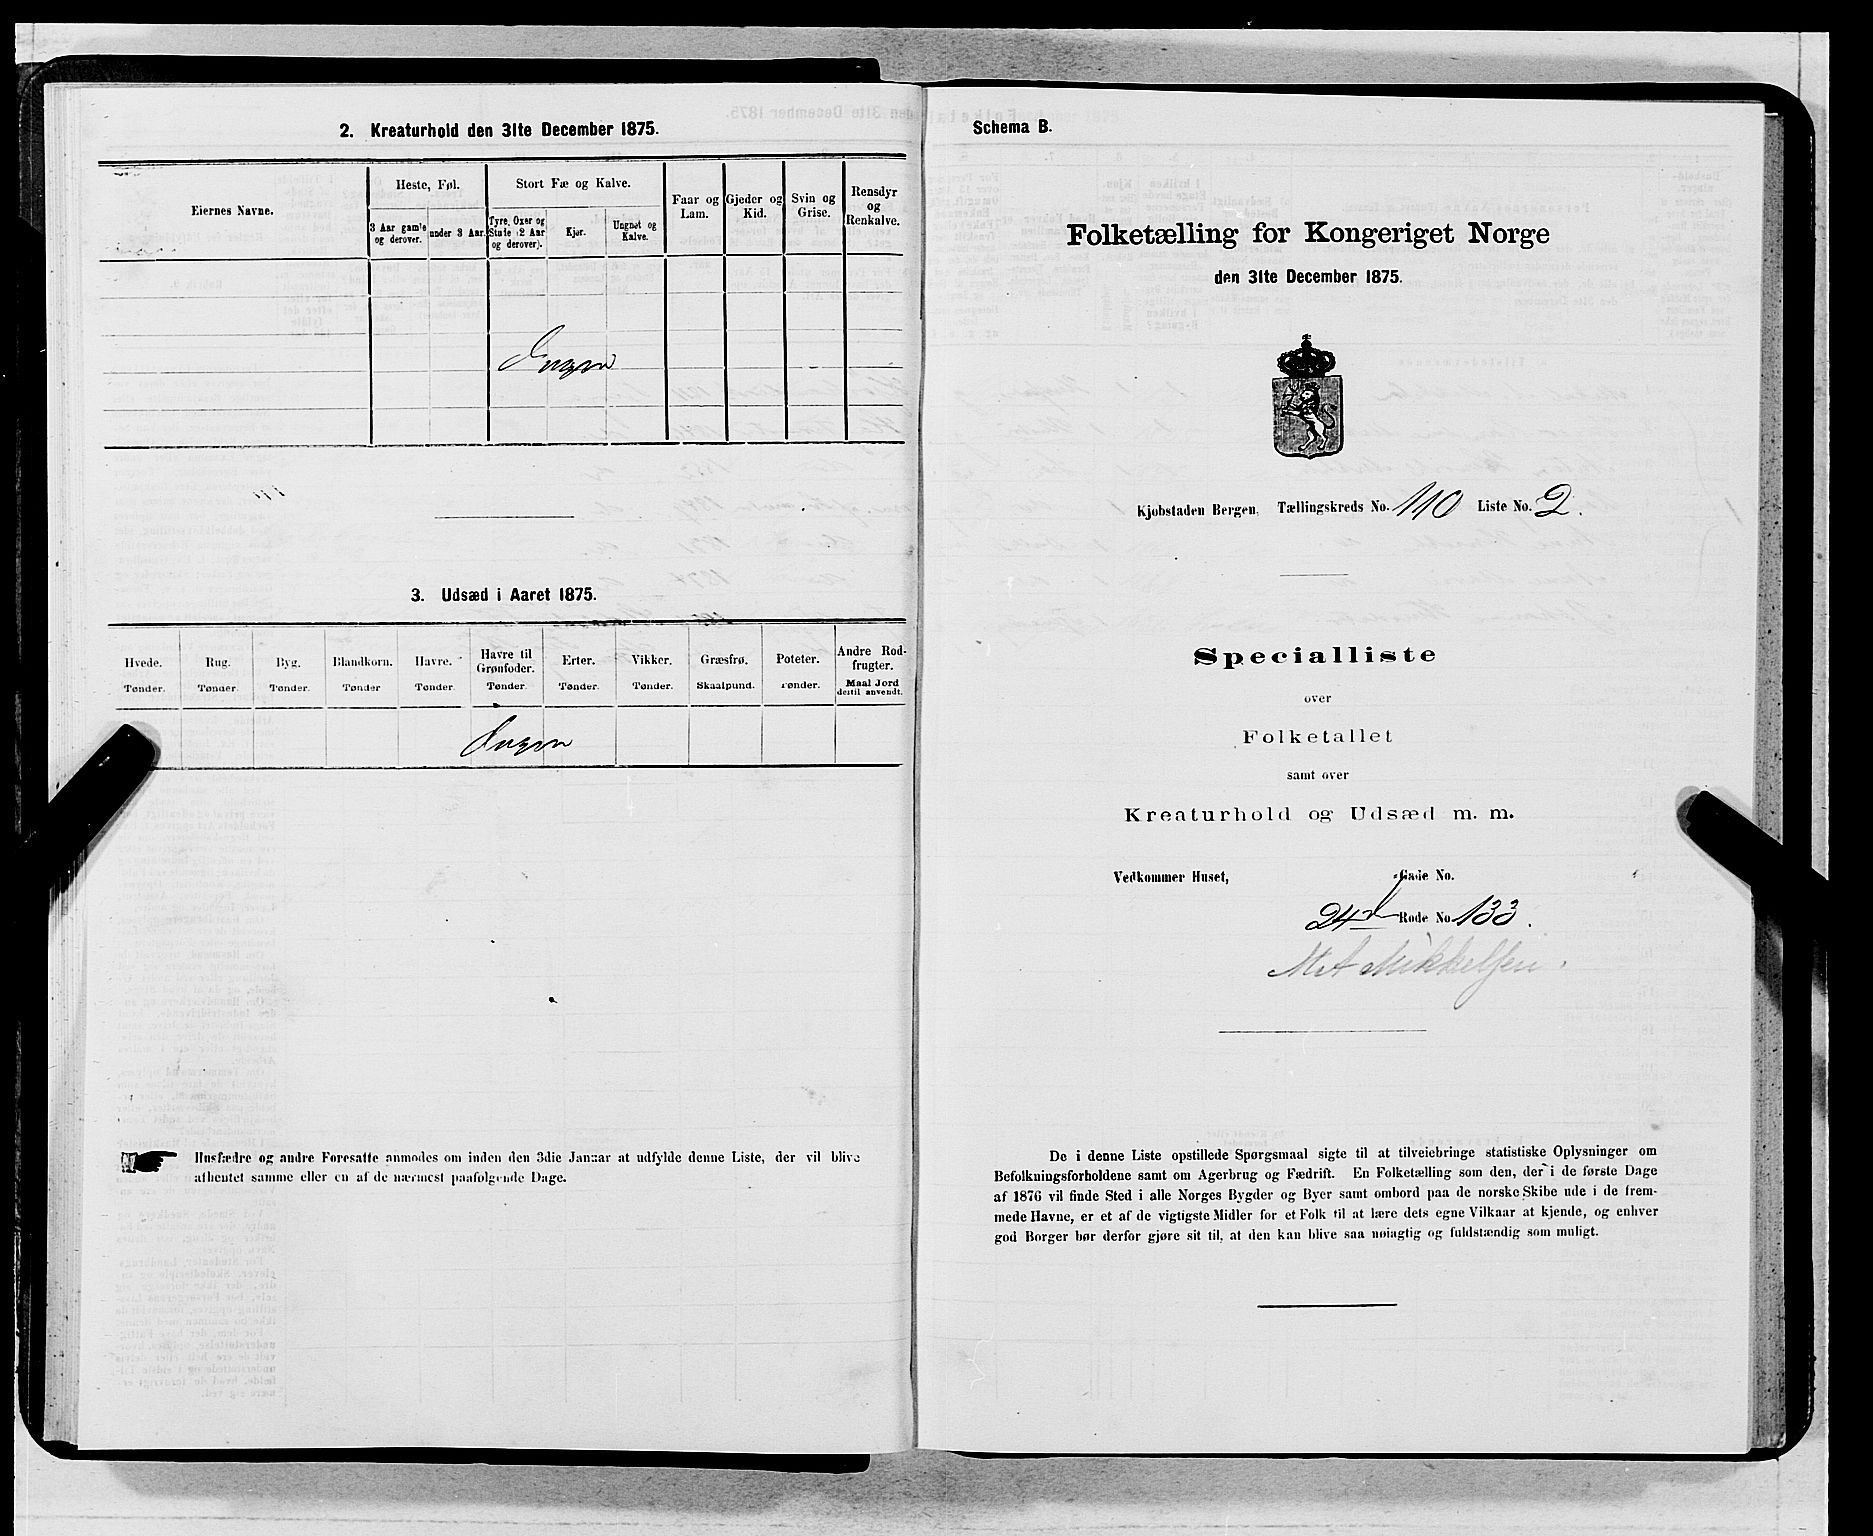 2. Kreaturhold den 31te December 1875.
Eiernes Navne.
Heste, Føl.
Stort Fæ og Kalve.
Faar og Lam.
Gjeder og Kid.
Svin og Grise.
Rensdyr og Renkalve.
3 Aar gamle og derover.
under 3 Aar.
Tyre, Oxer og Stude (2 Aar og derover).
Kjør.
Ungnøt og Kalve.
Ingen
3. Udsæd i Aaret 1875.
Hvede. Rug. Byg. Blandkorn. Havre. Havre til Grønfoder. Erter. Vikker. Græsfrø. Poteter. Andre Rodfrugter.
Tønder. Tønder. Tønder. Tønder Tønder. Tønder. Tønder. Tønder. Skaalpund. Tønder. Maal Jord dertil anvendt.
Ingen
Husfædre og andre Foresatte anmodes om inden den 3die Januar at udfylde denne Liste, der vil blive
afhentet samme eller en af de nærmest paafølgende Dage.
Schema B.
Folketælling for Kongeriget Norge
den 31te December 1875.
Kjøbstaden Bergen. Tællingskreds No. 110 Liste No. 2.
Specialliste
over
Folketallet
samt over
Kreaturhold og Udsæd m. m.
Vedkommer Huset, Gade No.
24d Rode No. 133.
M A Mikkelsen.
De i denne Liste opstillede Spørgsmaal sigte til at tilveiebringe statistiske Oplysninger om
Befolkningsforholdene samt om Agerbrug og Fædrift. En Folketælling som den, der i de første Dage
af 1876 vil finde Sted i alle Norges Bygder og Byer samt ombord paa de norske Skibe ude i de frem-
mede Havne, er et af de vigtigste Midler for et Folk til at lære dets egne Vilkaar at kjende, og enhver
god Borger bør derfor gjøre sit til, at den kan blive saa nøiagtig og fuldstændig som muligt.